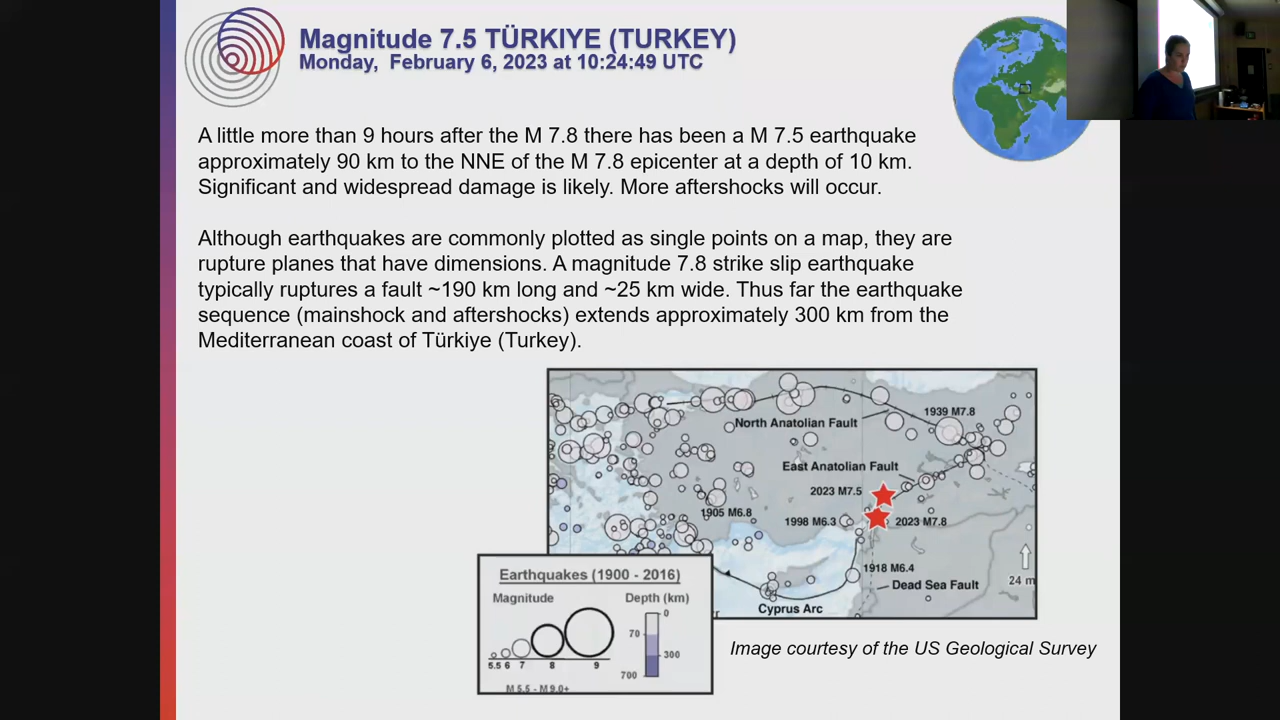 Magnitude 7.5 TÜRKIYE (TURKEY)
Monday, February 6, 2023 at 10:24:49 UTC
A little more than 9 hours after the M 7.8 there has been a M 7.5 earthquake
approximately 90 km to the NNE of the M 7.8 epicenter at a depth of 10 km.
Significant and widespread damage is likely. More aftershocks will occur.
Although earthquakes are commonly plotted as single points on a map, they are
rupture planes that have dimensions. A magnitude 7.8 strike slip earthquake
typically ruptures a fault ~190 km long and ~25 km wide. Thus far the earthquake
sequence (mainshock and aftershocks) extends approximately 300 km from the
Mediterranean coast of Türkiye (Turkey).
1939 M7.8
North Anatolian Fault
East Anatolian Fault
2023 M7.5
1905 M6.8
1998 M6.3
2023 M7.8
1918 M6.4
Dead Sea Fault
24 m
Cyprus Arc
Earthquakes (1900 - 2016)
Magnitude
Depth (km)
0
70
300
700
5.5 6 7 8 9
M 5.5 - M 9.0+
Image courtesy of the US Geological Survey